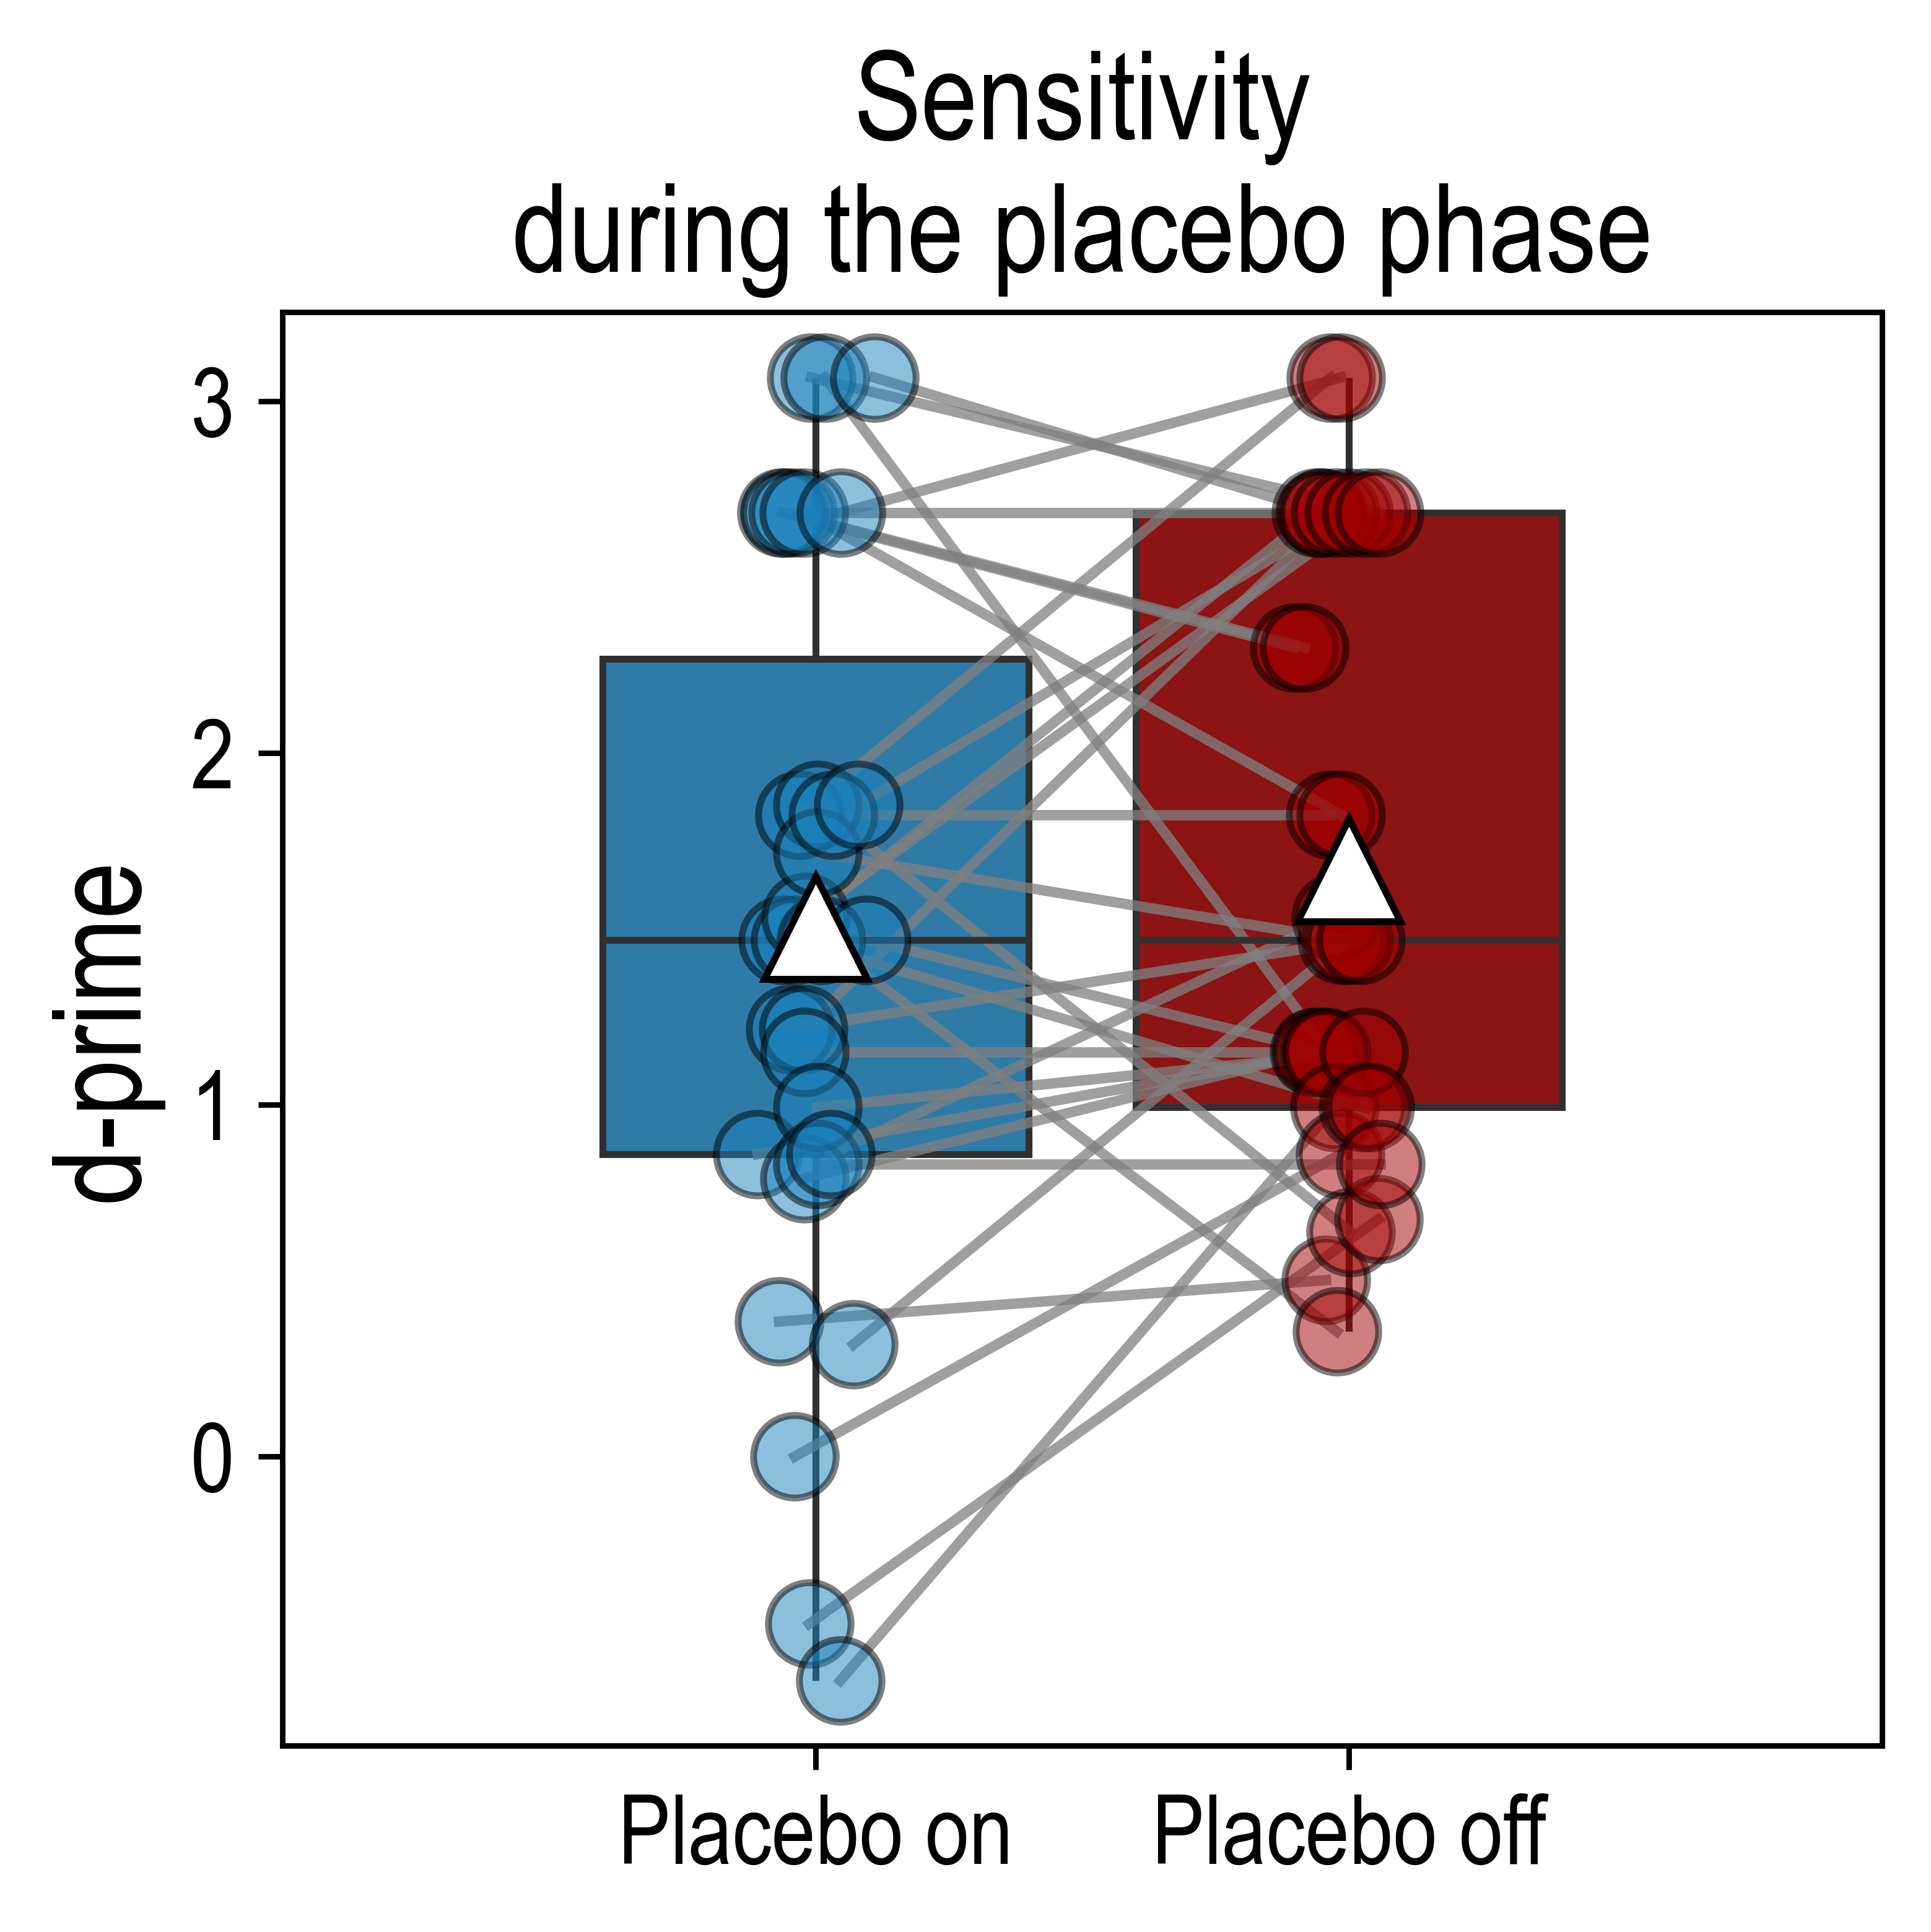 Sensitivity
during the placebo phase
d-prime
3
2
1
0
Placebo on
Placebo off